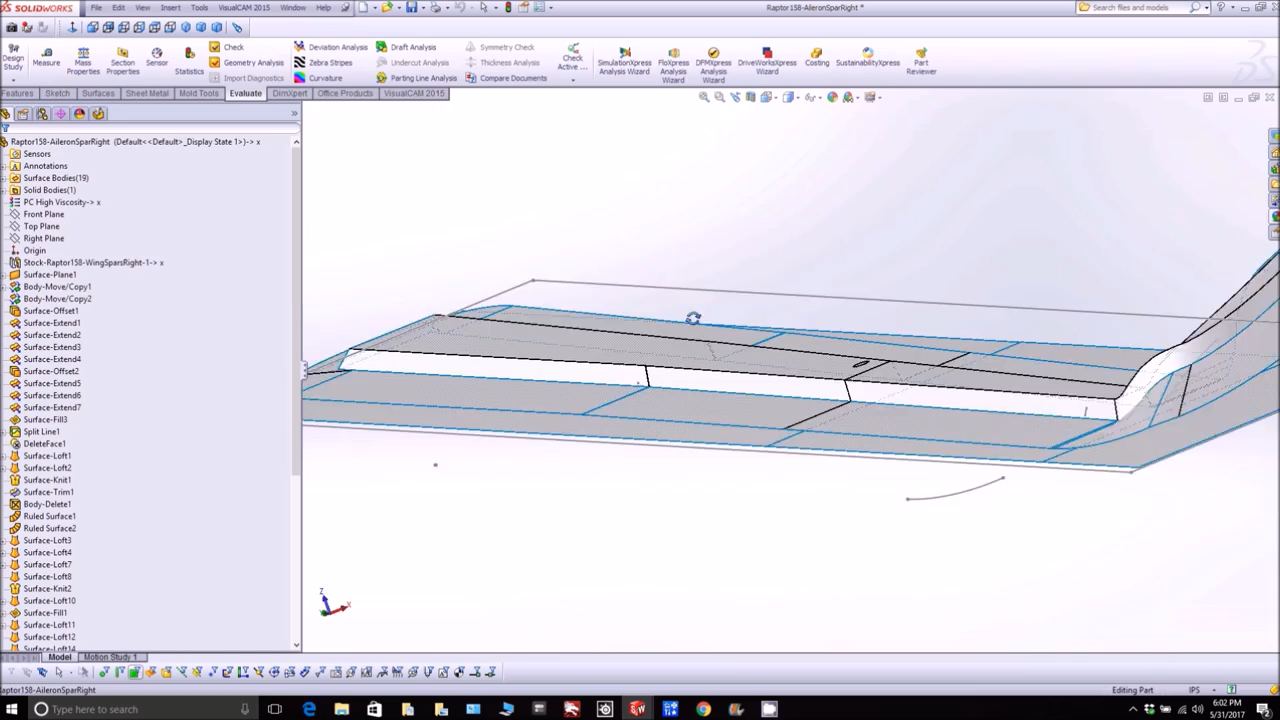 SOLIDWORKS File Edit View Insert Tools VisualCAM 2015 Window Help Raptor158-AileronSparRight * Search files and models
Design Study
Measure
Mass Properties
Section Properties
Sensor
Statistics
Check
Geometry Analysis
Import Diagnostics
Deviation Analysis
Zebra Stripes
Curvature
Draft Analysis
Undercut Analysis
Parting Line Analysis
Symmetry Check
Thickness Analysis
Compare Documents
Check Active ...
SimulationXpress Analysis Wizard
FloXpress Analysis Wizard
DFMXpress Analysis Wizard
DriveWorksXpress Wizard
Costing
SustainabilityXpress
Part Reviewer
Features Sketch Surfaces Sheet Metal Mold Tools Evaluate DimXpert Office Products VisualCAM 2015
Raptor158-AileronSparRight (Default<<Default>_Display State 1>)-> x
Sensors
Annotations
Surface Bodies(19)
Solid Bodies(1)
PC High Viscosity-> x
Front Plane
Top Plane
Right Plane
Origin
Stock-Raptor158-WingSparsRight-1-> x
Surface-Plane1
Body-Move/Copy1
Body-Move/Copy2
Surface-Offset1
Surface-Extend1
Surface-Extend2
Surface-Extend3
Surface-Extend4
Surface-Offset2
Surface-Extend5
Surface-Extend6
Surface-Extend7
Surface-Fill3
Split Line1
DeleteFace1
Surface-Loft1
Surface-Loft2
Surface-Knit1
Surface-Trim1
Body-Delete1
Ruled Surface1
Ruled Surface2
Surface-Loft3
Surface-Loft4
Surface-Loft7
Surface-Loft8
Surface-Knit2
Surface-Loft10
Surface-Fill1
Surface-Loft11
Surface-Loft12
Surface-Loft14
Z
X
Model Motion Study 1
Raptor158-AileronSparRight Editing Part IPS
Type here to search
6:02 PM
5/31/2017